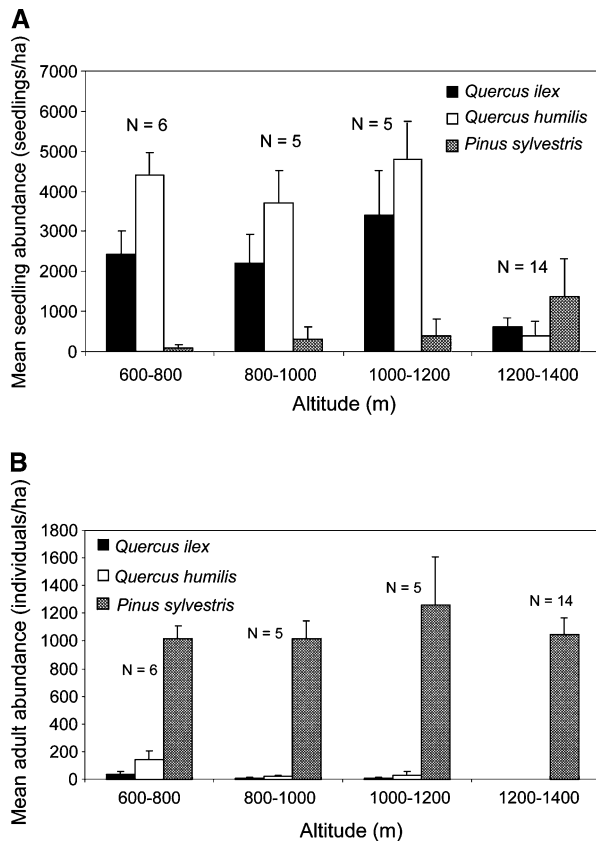 A
Mean seedling abundance (seedlings/ha)
7000
6000
5000
4000
3000
2000
1000
0
Quercus ilex
Quercus humilis
Pinus sylvestris
N = 6
N = 5
N = 5
N = 14
600-800
800-1000
1000-1200
1200-1400
Altitude (m)
B
Mean adult abundance (individuals/ha)
1800
1600
1400
1200
1000
800
600
400
200
0
Quercus ilex
Quercus humilis
Pinus sylvestris
N = 6
N = 5
N = 5
N = 14
600-800
800-1000
1000-1200
1200-1400
Altitude (m)